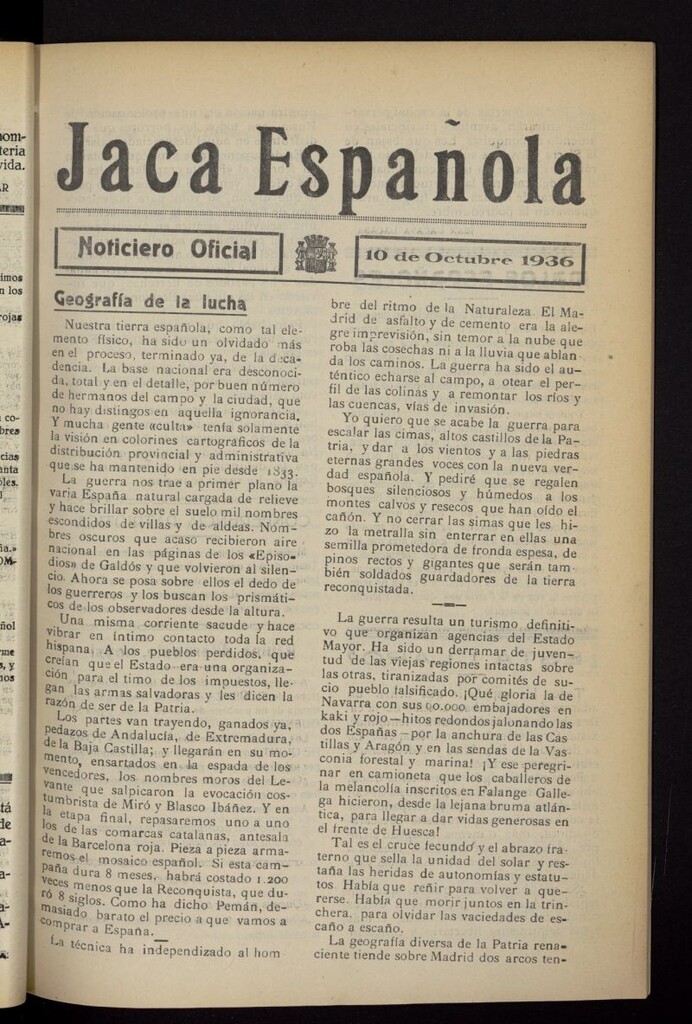 Jaca Española
Noticiero Oficial
10 de Octubre 1936
Geografía de la lucha
Nuestra tierra española, como tal ele-
mento físico, ha sido un olvidado más
en el proceso, terminado ya, de la deca-
dencia. La base nacional era desconoci-
da, total y en el detalle, por buen número
de hermanos del campo y la ciudad, que
no hay distingos en aquella ignorancia.
Y mucha gente «culta» tenía solamente
la visión en colorines cartográficos de la
distribución provincial y administrativa
que se ha mantenido en pie desde 1833.
La guerra nos trae a primer plano la
varia España natural cargada de relieve
y hace brillar sobre el suelo mil nombres
escondidos de villas y de aldeas. Nom-
bres oscuros que acaso recibieron aire
nacional en las páginas de los «Episo-
dios» de Galdós y que volvieron al silen-
cio. Ahora se posa sobre ellos el dedo de
los guerreros y los buscan los prismáti-
cos de los observadores desde la altura.
Una misma corriente sacude y hace
vibrar en íntimo contacto toda la red
hispana. A los pueblos perdidos, que
creían que el Estado era una organiza-
ción para el timo de los impuestos, lle-
gan las armas salvadoras y les dicen la
razón de ser de la Patria.
Los partes van trayendo, ganados ya,
pedazos de Andalucía, de Extremadura,
de la Baja Castilla; y llegarán en su mo-
mento, ensartados en la espada de los
vencedores, los nombres moros del Le-
vante que salpicaron la evocación cos-
tumbrista de Miró y Blasco Ibáñez. Y en
la etapa final, repasaremos uno a uno
los de las comarcas catalanas, antesala
de la Barcelona roja. Pieza a pieza arma-
remos el mosaico español. Si esta cam-
paña dura 8 meses, habrá costado 1.200
veces menos que la Reconquista, que du-
ró 8 siglos. Como ha dicho Pemán, de-
masiado barato el precio a que vamos a
comprar a España.
La técnica ha independizado al hom
bre del ritmo de la Naturaleza. El Ma-
drid de asfalto y de cemento era la ale-
gre imprevisión, sin temor a la nube que
roba las cosechas ni a la lluvia que ablan-
da los caminos. La guerra ha sido el au-
téntico echarse al campo, a otear el per-
fil de las colinas y a remontar los ríos y
las cuencas, vías de invasión.
Yo quiero que se acabe la guerra para
escalar las cimas, altos castillos de la Pa-
tria, y dar a los vientos y a las piedras
eternas grandes voces con la nueva ver-
dad española. Y pediré que se regalen
bosques silenciosos y húmedos a los
montes calvos y resecos que han oído el
cañón. Y no cerrar las simas que les hi-
zo la metralla sin enterrar en ellas una
semilla prometedora de fronda espesa, de
pinos rectos y gigantes que serán tam-
bién soldados guardadores de la tierra
reconquistada.
La guerra resulta un turismo definiti-
vo que organizan agencias del Estado
Mayor. Ha sido un derramar de juven-
tud de las viejas regiones intactas sobre
las otras, tiranizadas por comités de su-
cio pueblo falsificado. ¡Qué gloria la de
Navarra con sus 00.000 embajadores en
kaki y rojo—hitos redondos jalonando las
dos Españas—por la anchura de las Cas
tillas y Aragón y en las sendas de la Vas-
conia forestal y marina! ¡Y ese peregri-
nar en camioneta que los caballeros de
la melancolía inscritos en Falange Galle-
ga hicieron, desde la lejana bruma atlán-
tica, para llegar a dar vidas generosas en
el frente de Huesca!
Tal es el cruce fecundo y el abrazo fra-
terno que sella la unidad del solar y res-
taña las heridas de autonomías y estatu-
tos. Había que reñir para volver a que-
rerse. Había que morir juntos en la trin-
chera, para olvidar las vaciedades de es-
caño a escaño.
La geografía diversa de la Patria rena-
ciente tiende sobre Madrid dos arcos ten-